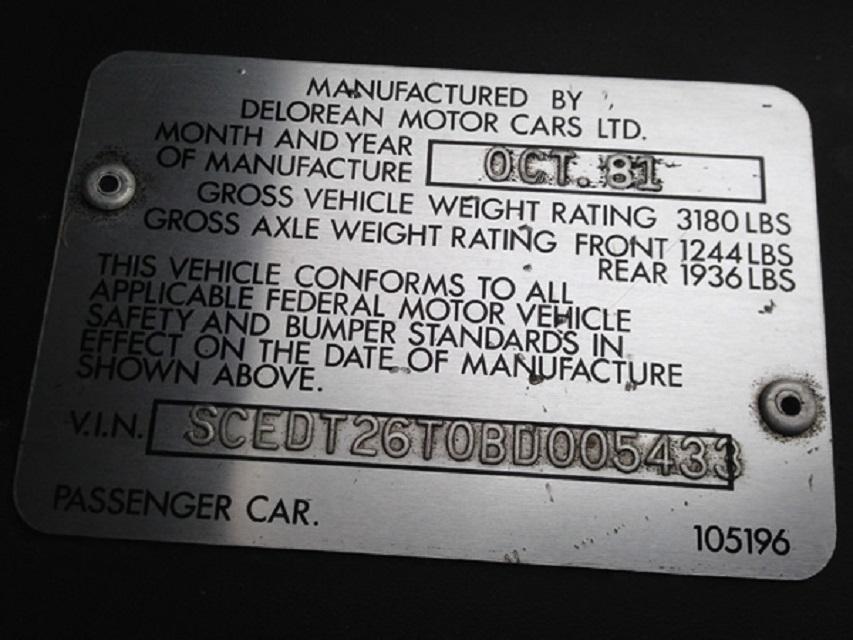 MANUFACTURED BY
DELOREAN MOTOR CARS LTD.
MONTH AND YEAR
OF MANUFACTURE OCT. 81
GROSS VEHICLE WEIGHT RATING 3180 LBS
GROSS AXLE WEIGHT RATING FRONT 1244 LBS
REAR 1936 LBS
THIS VEHICLE CONFORMS TO ALL
APPLICABLE FEDERAL MOTOR VEHICLE
SAFETY AND BUMPER STANDARDS IN
EFFECT ON THE DATE OF MANUFACTURE
SHOWN ABOVE.
V.I.N. SCEDT26T0BD005433
PASSENGER CAR.
105196